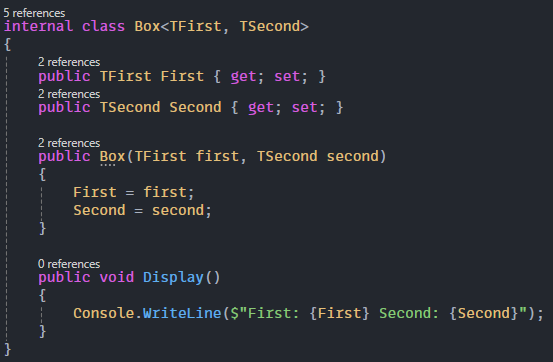 5 references
internal class Box<TFirst, TSecond>
{
2 references
public TFirst First { get; set; }
2 references
public TSecond Second { get; set; }
2 references
public Box(TFirst first, TSecond second)
{
First = first;
Second = second;
}
0 references
public void Display()
{
Console.WriteLine($"First: {First} Second: {Second}");
}
}